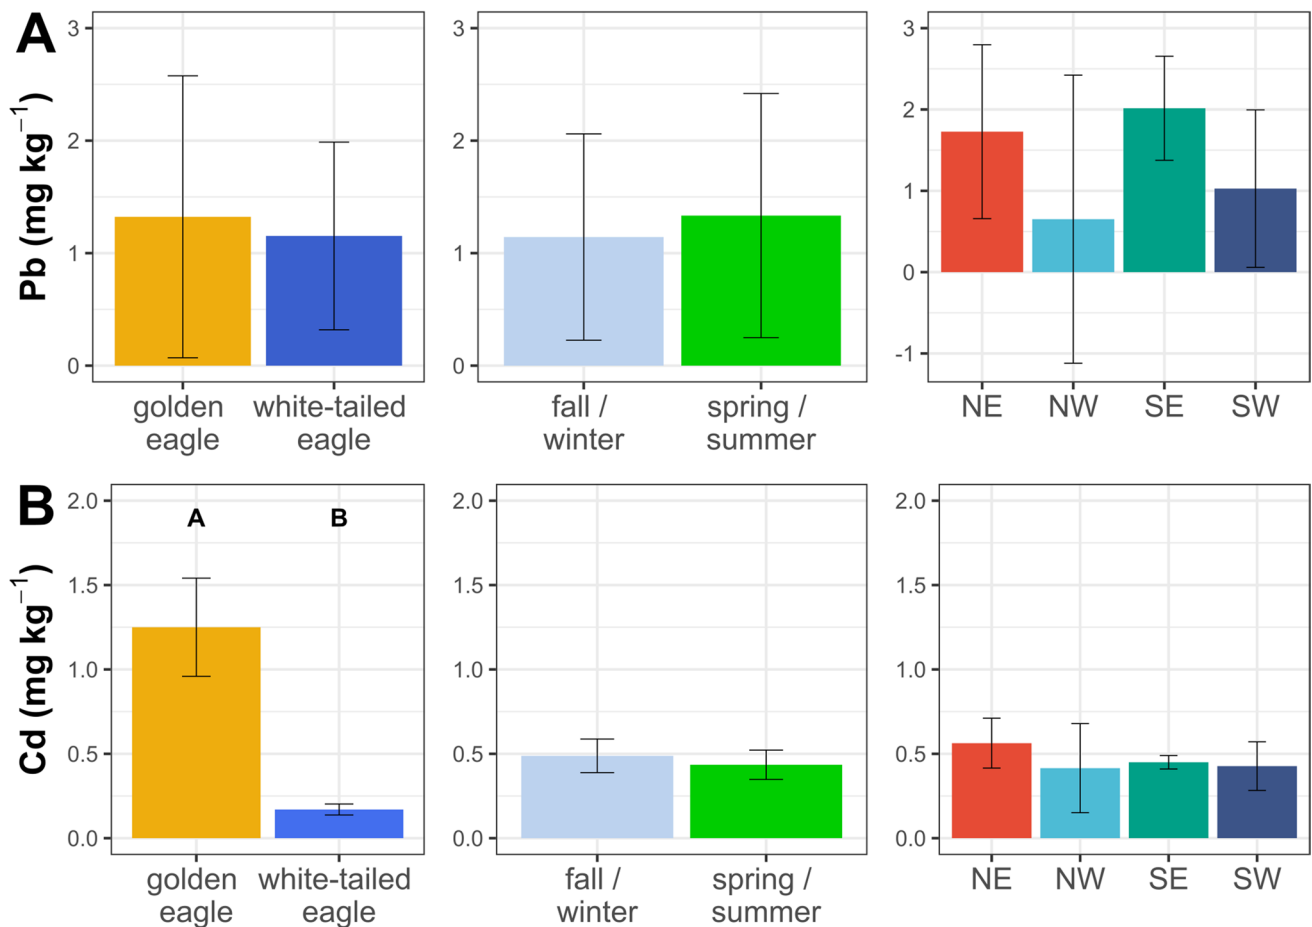 A
Pb (mg kg⁻¹)
3
2
1
0
golden
eagle
white-tailed
eagle
3
2
1
0
fall /
winter
spring /
summer
3
2
1
0
-1
NE
NW
SE
SW
B
Cd (mg kg⁻¹)
2.0
1.5
1.0
0.5
0.0
A
B
golden
eagle
white-tailed
eagle
2.0
1.5
1.0
0.5
0.0
fall /
winter
spring /
summer
2.0
1.5
1.0
0.5
0.0
NE
NW
SE
SW